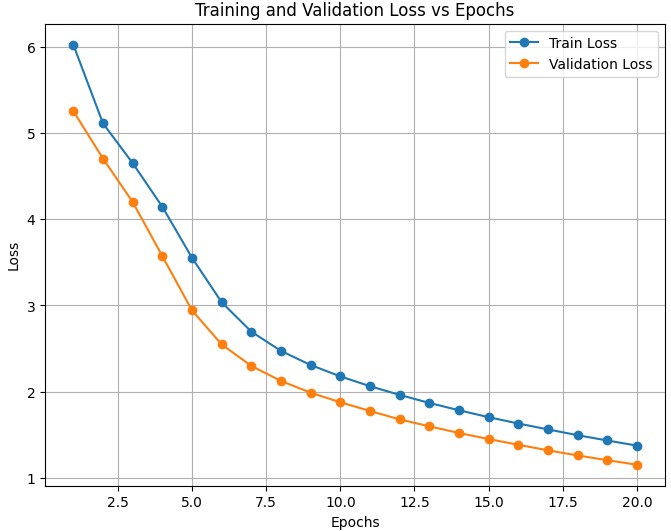 Training and Validation Loss vs Epochs
Train Loss
Validation Loss
6
5
4
3
2
1
Loss
2.5 5.0 7.5 10.0 12.5 15.0 17.5 20.0
Epochs